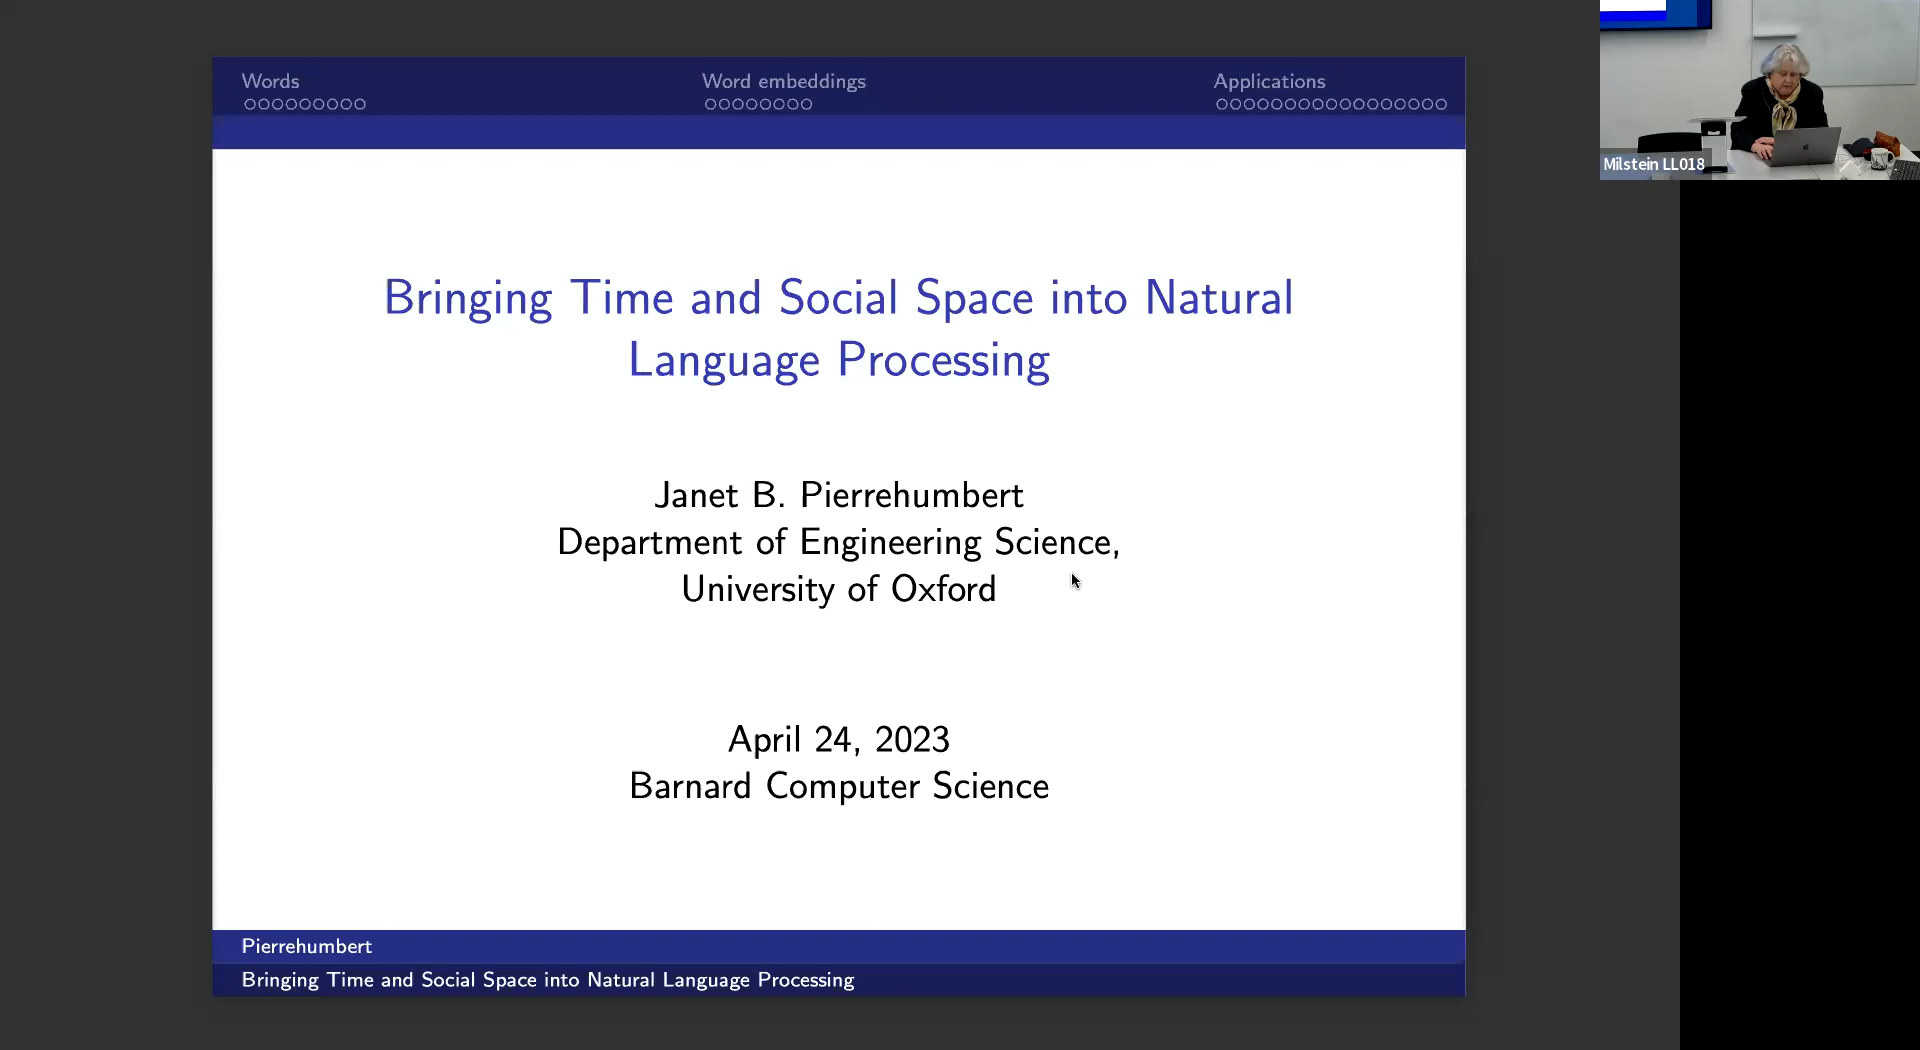 Words
Word embeddings
Applications
Bringing Time and Social Space into Natural
Language Processing
Janet B. Pierrehumbert
Department of Engineering Science,
University of Oxford
April 24, 2023
Barnard Computer Science
Pierrehumbert
Bringing Time and Social Space into Natural Language Processing
Milstein LL018